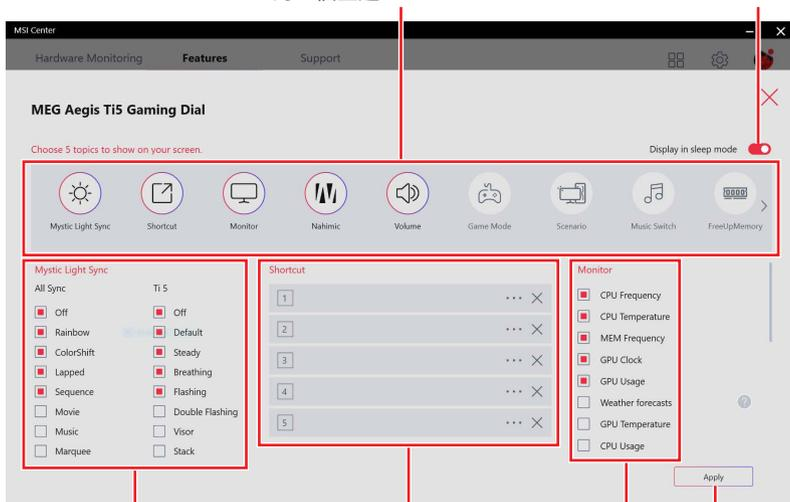 MSI Center
Hardware Monitoring Features Support
MEG Aegis Ti5 Gaming Dial
Choose 5 topics to show on your screen. Display in sleep mode
Mystic Light Sync Shortcut Monitor Nahimic Volume Game Mode Scenario Music Switch FreeUpMemory
Mystic Light Sync
All Sync Ti 5
Off Off
Rainbow Default
ColorShift Steady
Lapped Breathing
Sequence Flashing
Movie Double Flashing
Music Visor
Marquee Stack
Shortcut
1
2
3
4
5
Monitor
CPU Frequency
CPU Temperature
MEM Frequency
GPU Clock
GPU Usage
Weather forecasts
GPU Temperature
CPU Usage
?
Apply